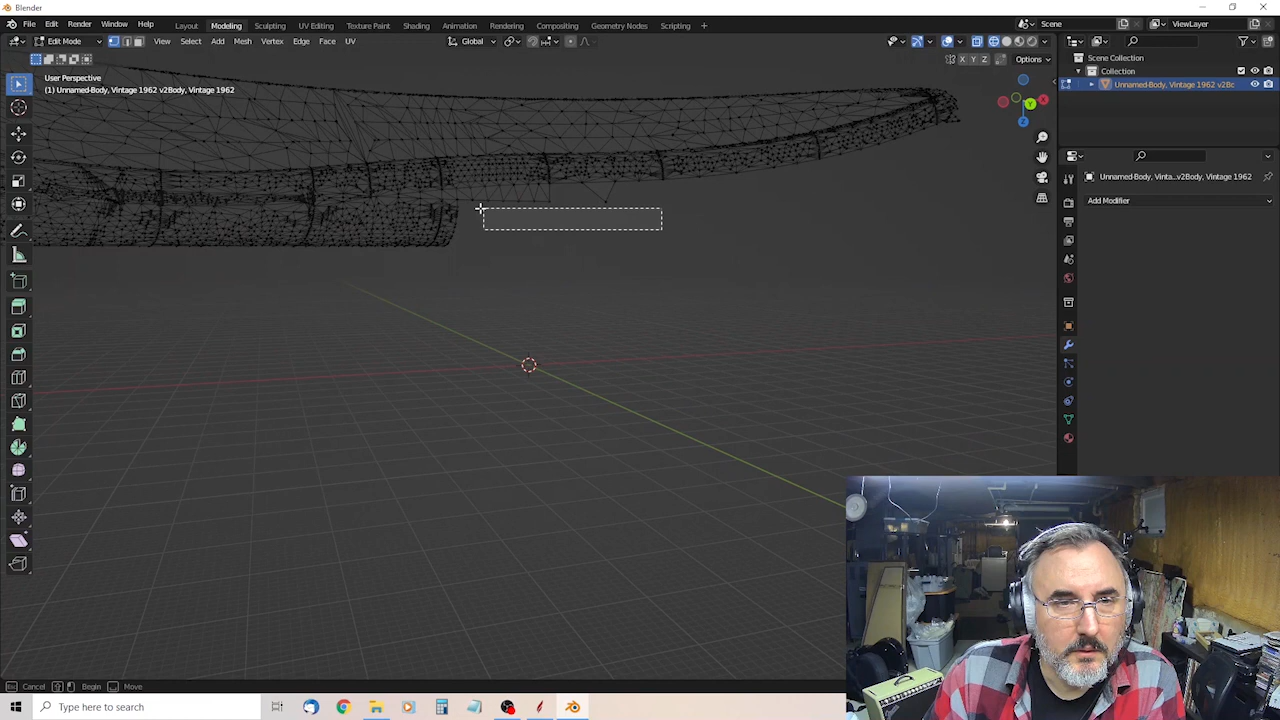 Blender
File Edit Render Window Help Layout Modeling Sculpting UV Editing Texture Paint Shading Animation Rendering Compositing Geometry Nodes Scripting + Scene ViewLayer
Edit Mode View Select Add Mesh Vertex Edge Face UV Global
X Y Z Options
Scene Collection
Collection
Unnamed-Body, Vintage 1962 v2Bc
User Perspective
(1) Unnamed-Body, Vintage 1962 v2Body, Vintage 1962
X
Y
Z
Unnamed-Body, Vinta...v2Body, Vintage 1962
Add Modifier
Cancel Begin Move
Type here to search